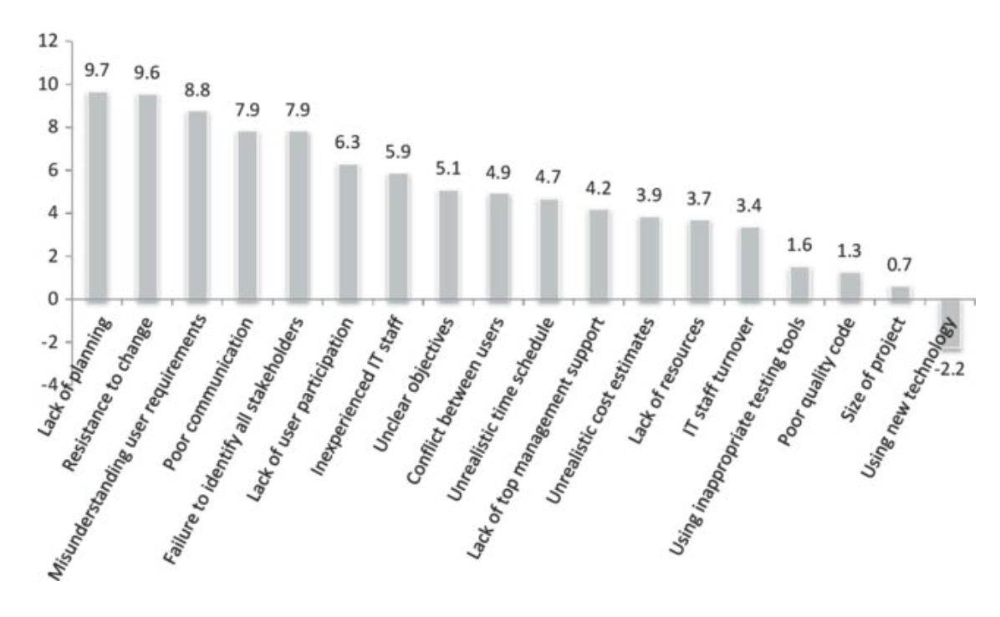 12
10
8
6
4
2
0
-2
-4
9.7
9.6
8.8
7.9
7.9
6.3
5.9
5.1
4.9
4.7
4.2
3.9
3.7
3.4
1.6
1.3
0.7
-2.2
Lack of planning
Resistance to change
Misunderstanding user requirements
Poor communication
Failure to identify all stakeholders
Lack of user participation
Inexperienced IT staff
Unclear objectives
Conflict between users
Unrealistic time schedule
Lack of top management support
Unrealistic cost estimates
Lack of resources
IT staff turnover
Using inappropriate testing tools
Poor quality code
Size of project
Using new technology